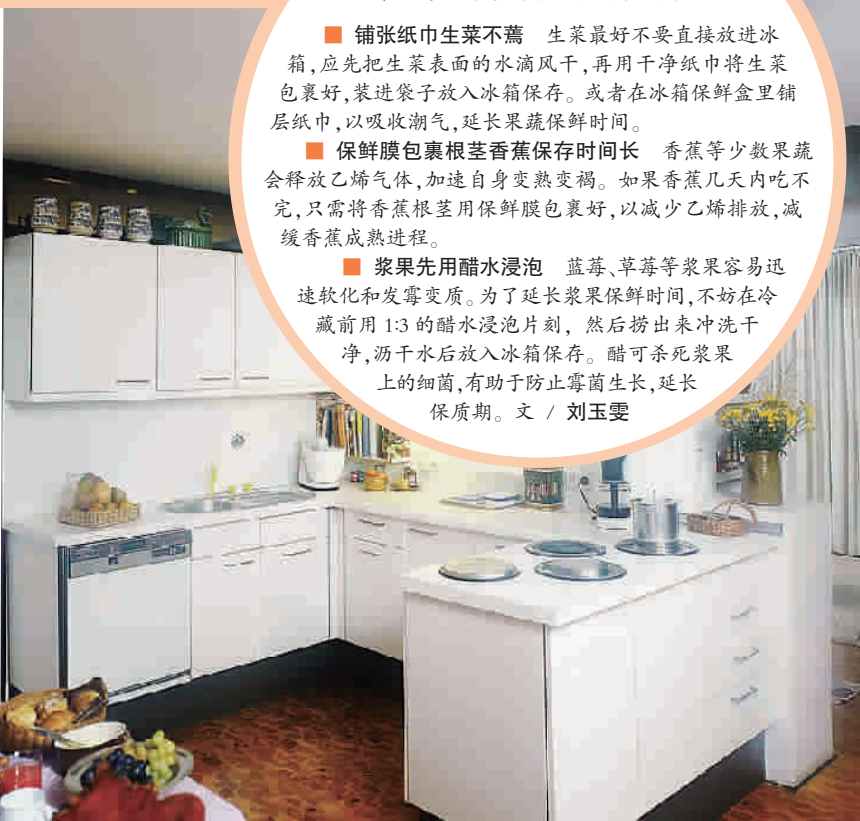 ■ 铺张纸巾生菜不蔫 生菜最好不要直接放进冰
箱,应先把生菜表面的水滴风干,再用干净纸巾将生菜
包裹好,装进袋子放入冰箱保存。或者在冰箱保鲜盒里铺
层纸巾,以吸收潮气,延长果蔬保鲜时间。
■ 保鲜膜包裹根茎香蕉保存时间长 香蕉等少数果蔬
会释放乙烯气体,加速自身变熟变褐。如果香蕉几天内吃不
完,只需将香蕉根茎用保鲜膜包裹好,以减少乙烯排放,减
缓香蕉成熟进程。
■ 浆果先用醋水浸泡 蓝莓、草莓等浆果容易迅
速软化和发霉变质。为了延长浆果保鲜时间,不妨在冷
藏前用 1:3 的醋水浸泡片刻，然后捞出来冲洗干
净,沥干水后放入冰箱保存。醋可杀死浆果
上的细菌,有助于防止霉菌生长,延长
保质期。文 / 刘玉雯